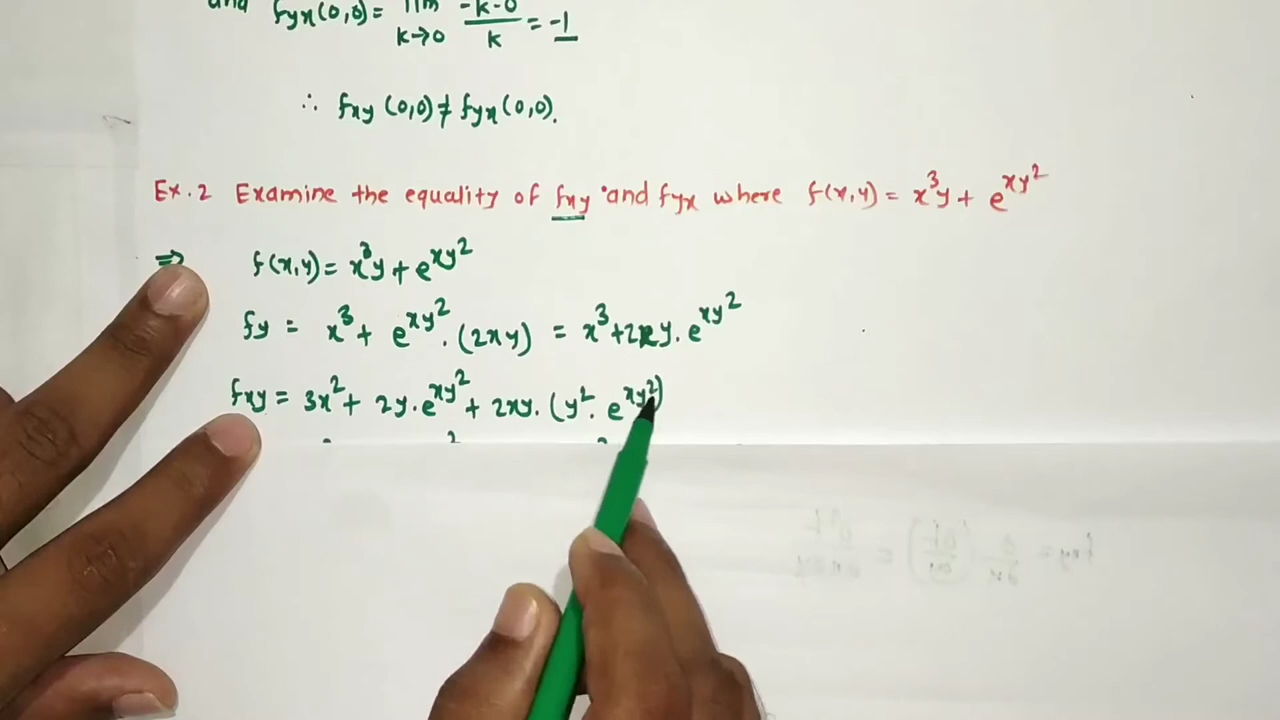 and fyx(0,0) = lim k→0 -k-0/k = -1
∴ fxy (0,0) ≠ fyx (0,0).
Ex. 2 Examine the equality of fxy and fyx where f(x,y) = x³y + e^xy²
⇒ f(x,y) = x³y + e^xy²
fy = x³ + e^xy² . (2xy) = x³ + 2xy . e^xy²
fxy = 3x² + 2y . e^xy² + 2xy . (y² . e^xy²)